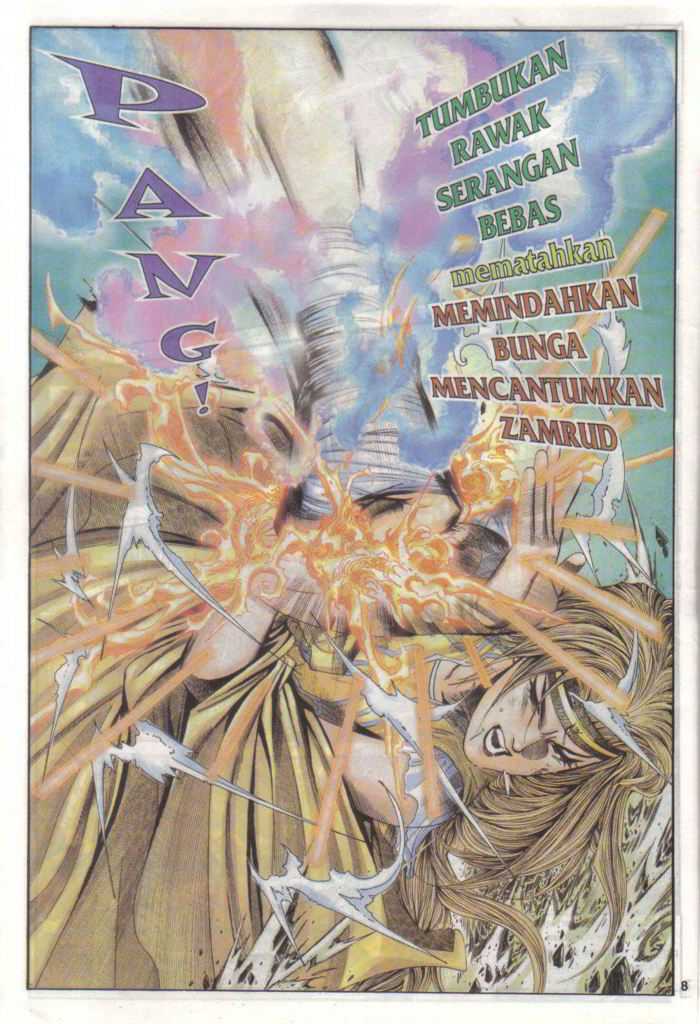 PANG!
TUMBUKAN
RAWAK
SERANGAN
BEBAS
mematahkan
MEMINDAHKAN
BUNGA
MENCANTUMKAN
ZAMRUD
8